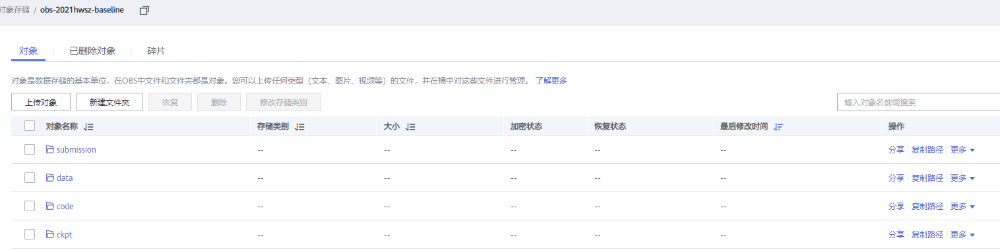 对象存储 / obs-2021hwsz-baseline
对象 已删除对象 碎片
对象是数据存储的基本单位，在OBS中文件和文件夹都是对象。您可以上传任何类型（文本、图片、视频等）的文件，并在桶中对这些文件进行管理。 了解更多
上传对象 新建文件夹 恢复 删除 修改存储类别 输入对象名前缀搜索
对象名称 存储类别 大小 加密状态 恢复状态 最后修改时间 操作
submission -- -- -- -- -- 分享 复制路径 更多
data -- -- -- -- -- 分享 复制路径 更多
code -- -- -- -- -- 分享 复制路径 更多
ckpt -- -- -- -- -- 分享 复制路径 更多